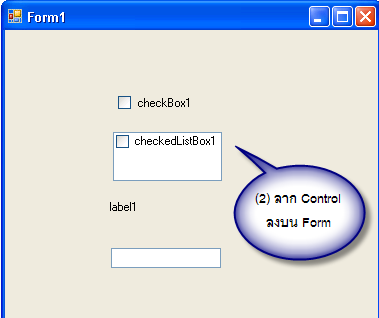 Form1
checkBox1
checkedListBox1
(2) ลาก Control
ลงบน Form
label1